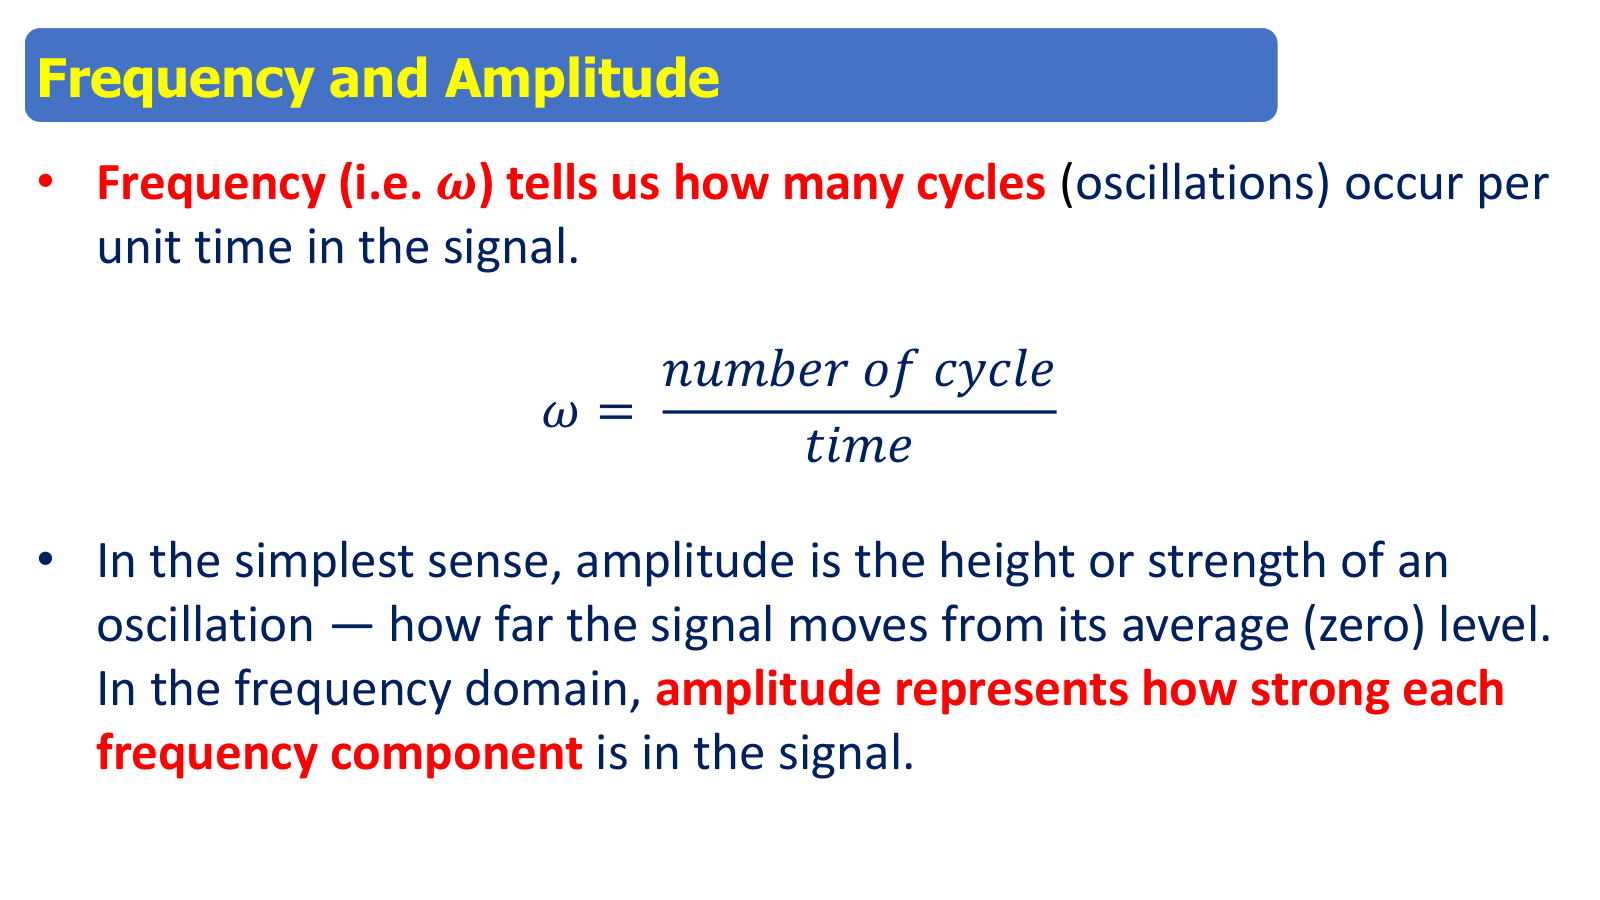 Frequency and Amplitude
• Frequency (i.e. 𝝎) tells us how many cycles (oscillations) occur per
unit time in the signal.
𝜔 = number of cycle / time
• In the simplest sense, amplitude is the height or strength of an
oscillation — how far the signal moves from its average (zero) level.
In the frequency domain, amplitude represents how strong each
frequency component is in the signal.